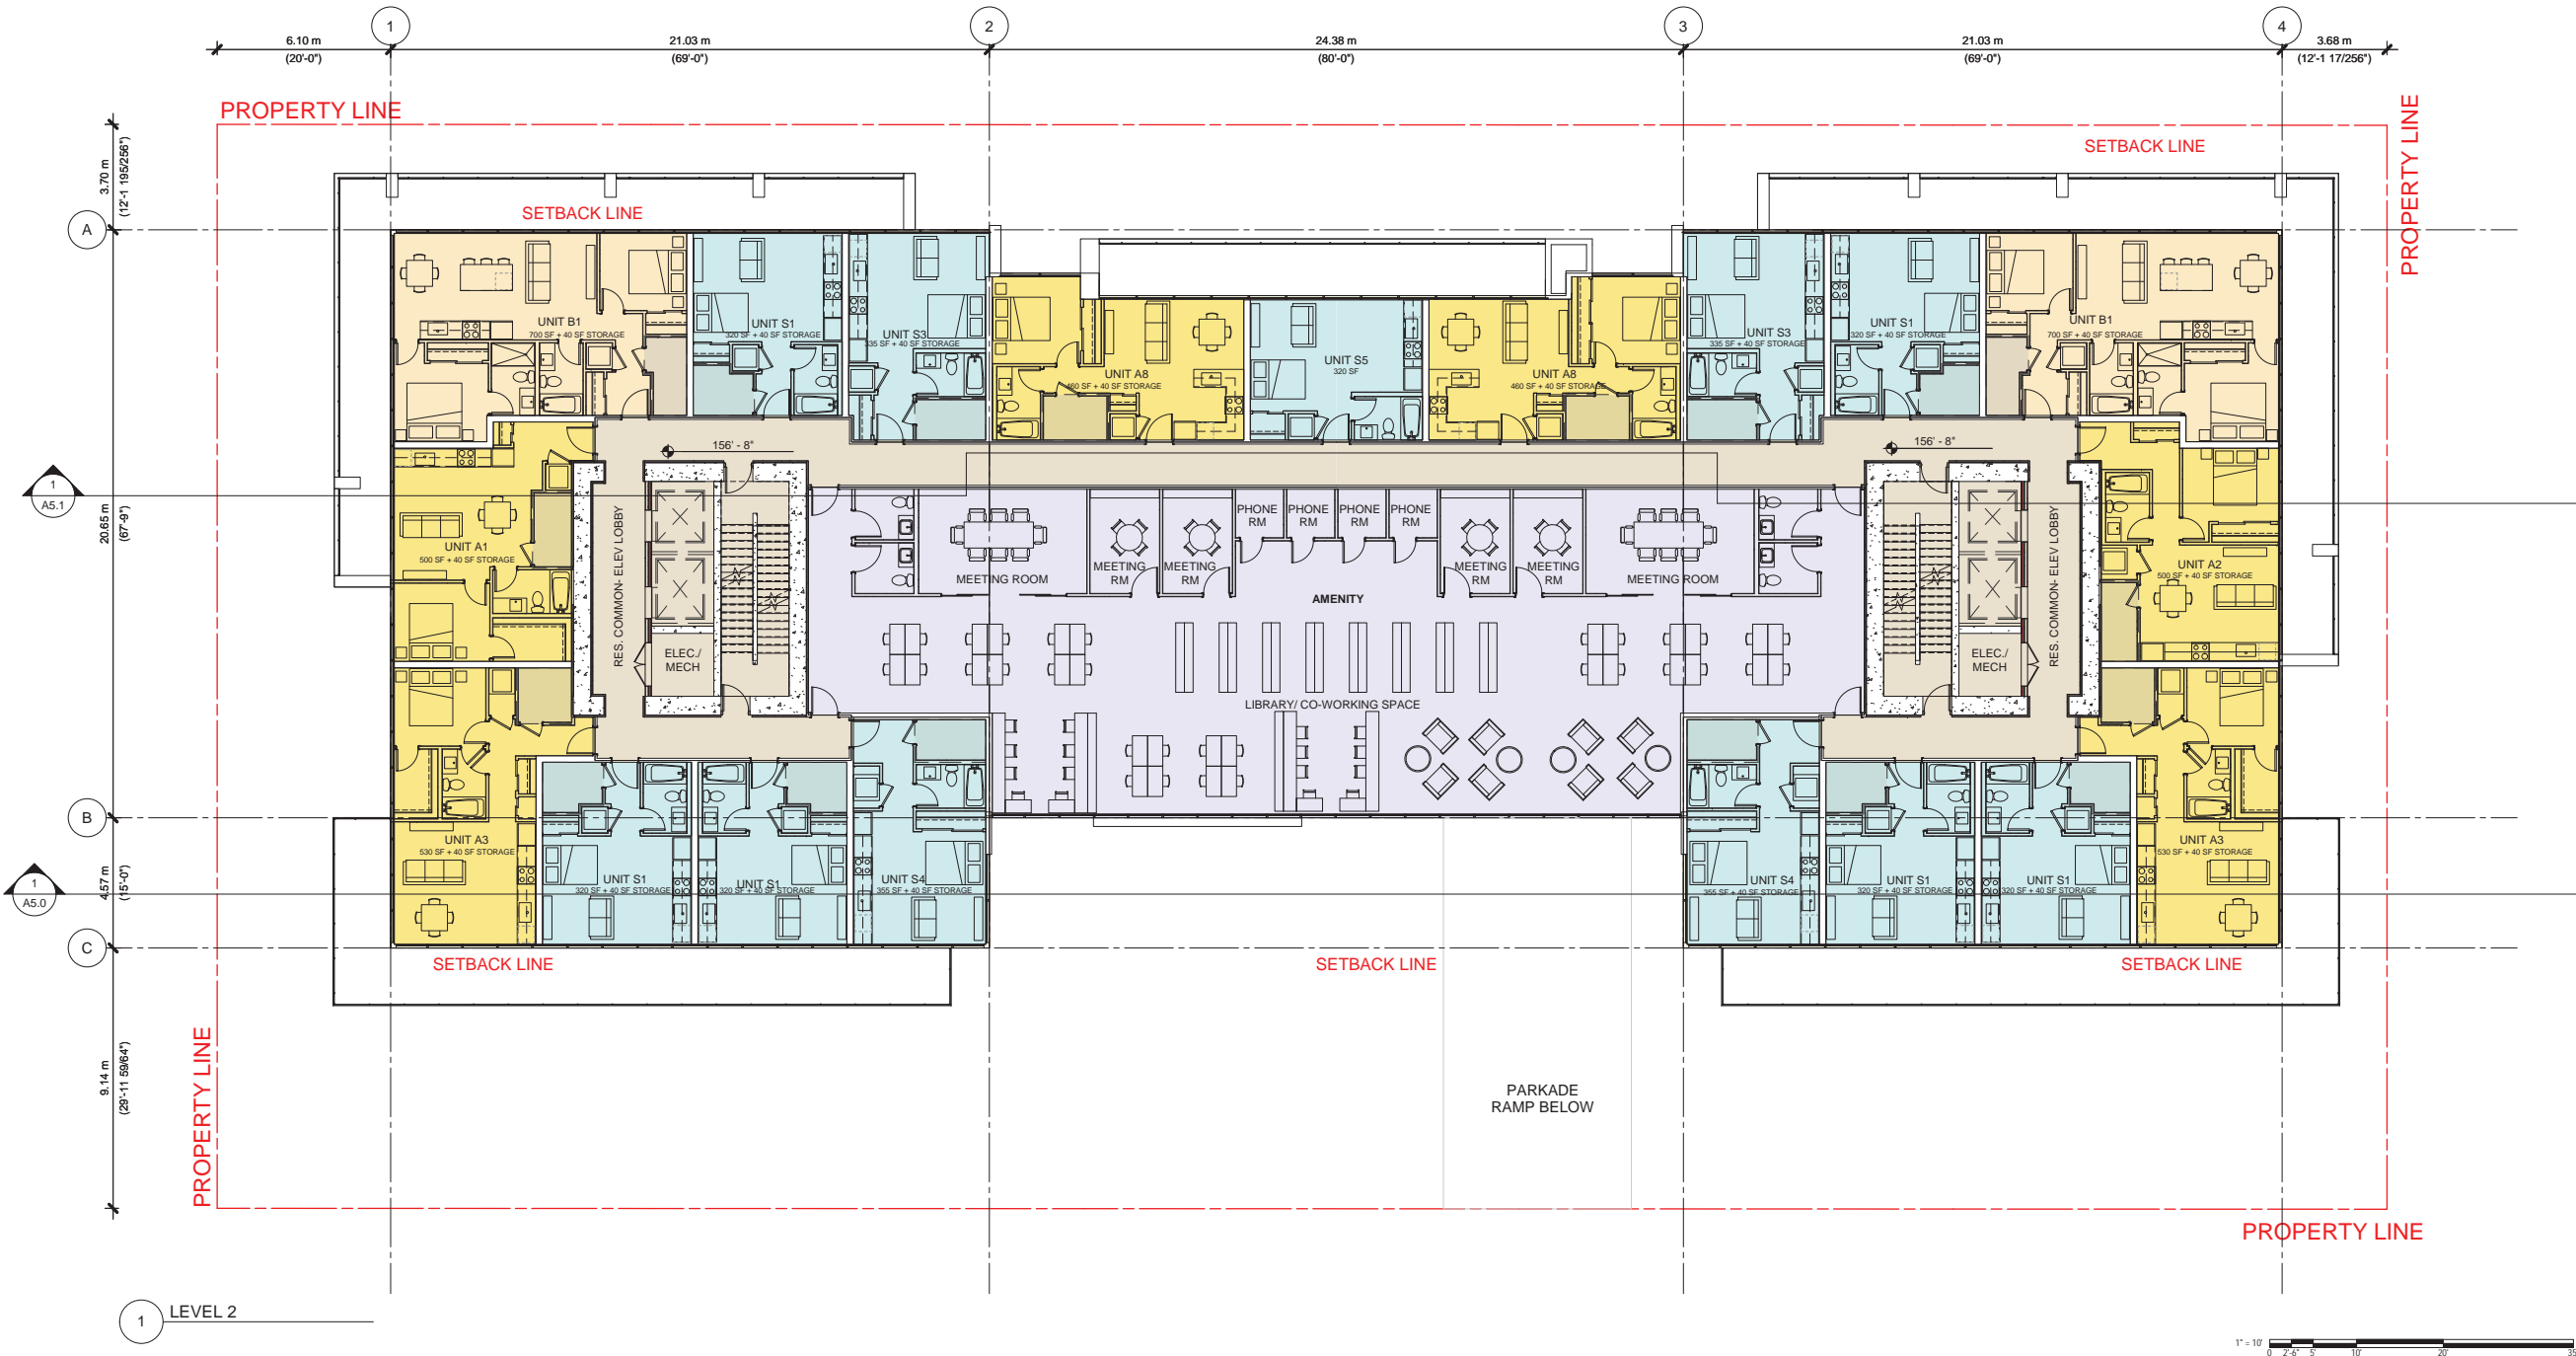 1
2
3
4
6.10 m
(20'-0")
21.03 m
(69'-0")
24.38 m
(80'-0")
21.03 m
(69'-0")
3.68 m
(12'-1 17/256")
PROPERTY LINE
PROPERTY LINE
SETBACK LINE
SETBACK LINE
3.70 m
(12'-1 195/256")
A
UNIT B1
700 SF + 40 SF STORAGE
UNIT S1
320 SF + 40 SF STORAGE
UNIT S3
335 SF + 40 SF STORAGE
UNIT A8
460 SF + 40 SF STORAGE
UNIT S5
320 SF
UNIT A8
460 SF + 40 SF STORAGE
UNIT S3
335 SF + 40 SF STORAGE
UNIT S1
320 SF + 40 SF STORAGE
UNIT B1
700 SF + 40 SF STORAGE
156' - 8"
156' - 8"
1
A5.1
20.65 m
(67'-9")
UNIT A1
500 SF + 40 SF STORAGE
RES. COMMON- ELEV LOBBY
ELEC./
MECH
MEETING ROOM
MEETING
RM
MEETING
RM
PHONE
RM
PHONE
RM
PHONE
RM
PHONE
RM
MEETING
RM
MEETING
RM
MEETING ROOM
AMENITY
LIBRARY/ CO-WORKING SPACE
ELEC./
MECH
RES. COMMON- ELEV LOBBY
UNIT A2
500 SF + 40 SF STORAGE
B
1
A5.0
4.57 m
(15'-0")
C
UNIT A3
530 SF + 40 SF STORAGE
UNIT S1
320 SF + 40 SF STORAGE
UNIT S1
320 SF + 40 SF STORAGE
UNIT S4
355 SF + 40 SF STORAGE
UNIT S4
355 SF + 40 SF STORAGE
UNIT S1
320 SF + 40 SF STORAGE
UNIT S1
320 SF + 40 SF STORAGE
UNIT A3
530 SF + 40 SF STORAGE
SETBACK LINE
SETBACK LINE
SETBACK LINE
9.14 m
(29'-11 59/64")
PROPERTY LINE
PARKADE
RAMP BELOW
PROPERTY LINE
1
LEVEL 2
1" = 10'
0 2'-6" 5' 10' 20' 35'